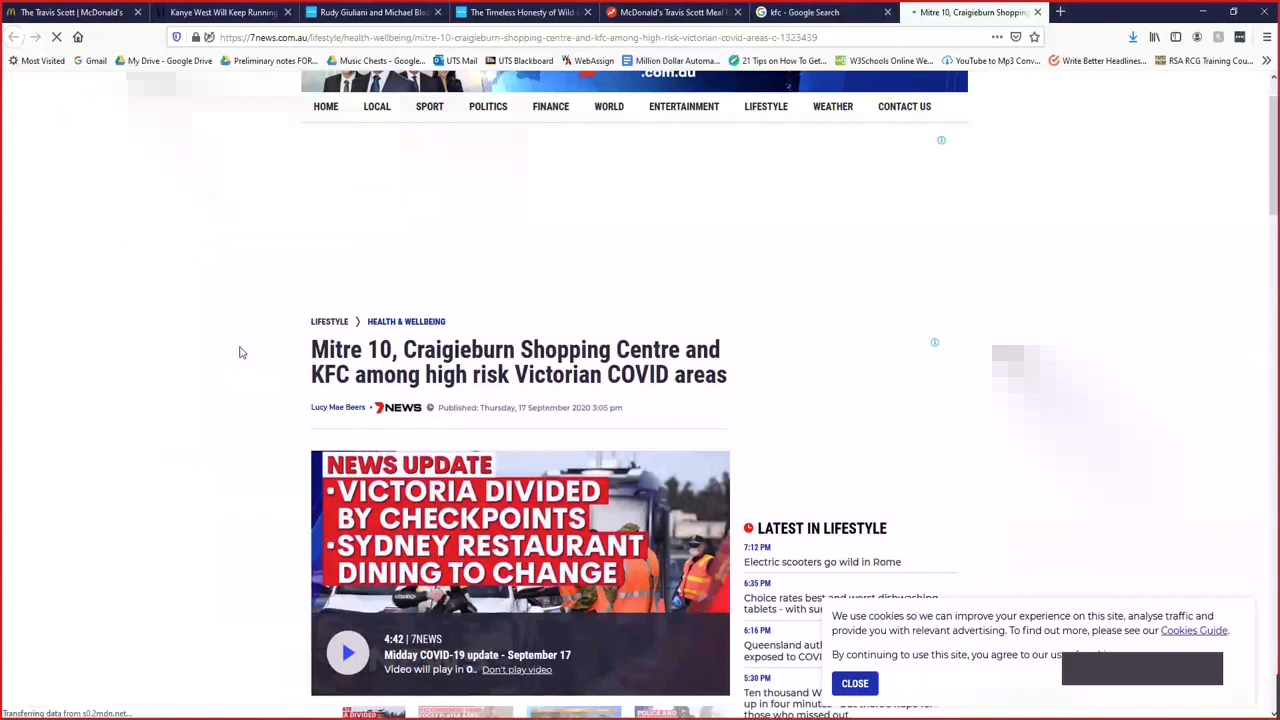 The Travis Scott | McDonald's
Kanye West Will Keep Running
Rudy Giuliani and Michael Blo
The Timeless Honesty of Wild
McDonald's Travis Scott Meal
kfc - Google Search
Mitre 10, Craigieburn Shopping
https://7news.com.au/lifestyle/health-wellbeing/mitre-10-craigieburn-shopping-centre-and-kfc-among-high-risk-victorian-covid-areas-c-1323439
Most Visited
Gmail
My Drive - Google Drive
Preliminary notes FOR...
Music Chests - Google...
UTS Mail
UTS Blackboard
WebAssign
Million Dollar Automa...
21 Tips on How To Get...
W3Schools Online We...
YouTube to Mp3 Conv...
Write Better Headlines...
RSA RCG Training Cou...
.com.au
HOME LOCAL SPORT POLITICS FINANCE WORLD ENTERTAINMENT LIFESTYLE WEATHER CONTACT US
LIFESTYLE > HEALTH & WELLBEING
Mitre 10, Craigieburn Shopping Centre and
KFC among high risk Victorian COVID areas
Lucy Mae Beers • 7NEWS Published: Thursday, 17 September 2020 3:05 pm
NEWS UPDATE
•VICTORIA DIVIDED
BY CHECKPOINTS
•SYDNEY RESTAURANT
DINING TO CHANGE
4:42 | 7NEWS
Midday COVID-19 update - September 17
Video will play in 0.. Don't play video
LATEST IN LIFESTYLE
7:12 PM
Electric scooters go wild in Rome
6:35 PM
Choice rates best and worst dishwashing
tablets - with sur
6:16 PM
Queensland auth
exposed to COVI
5:30 PM
Ten thousand W
up in four minutes
those who missed out
We use cookies so we can improve your experience on this site, analyse traffic and
provide you with relevant advertising. To find out more, please see our Cookies Guide.
By continuing to use this site, you agree to our us
CLOSE
Transferring data from s0.2mdn.net...